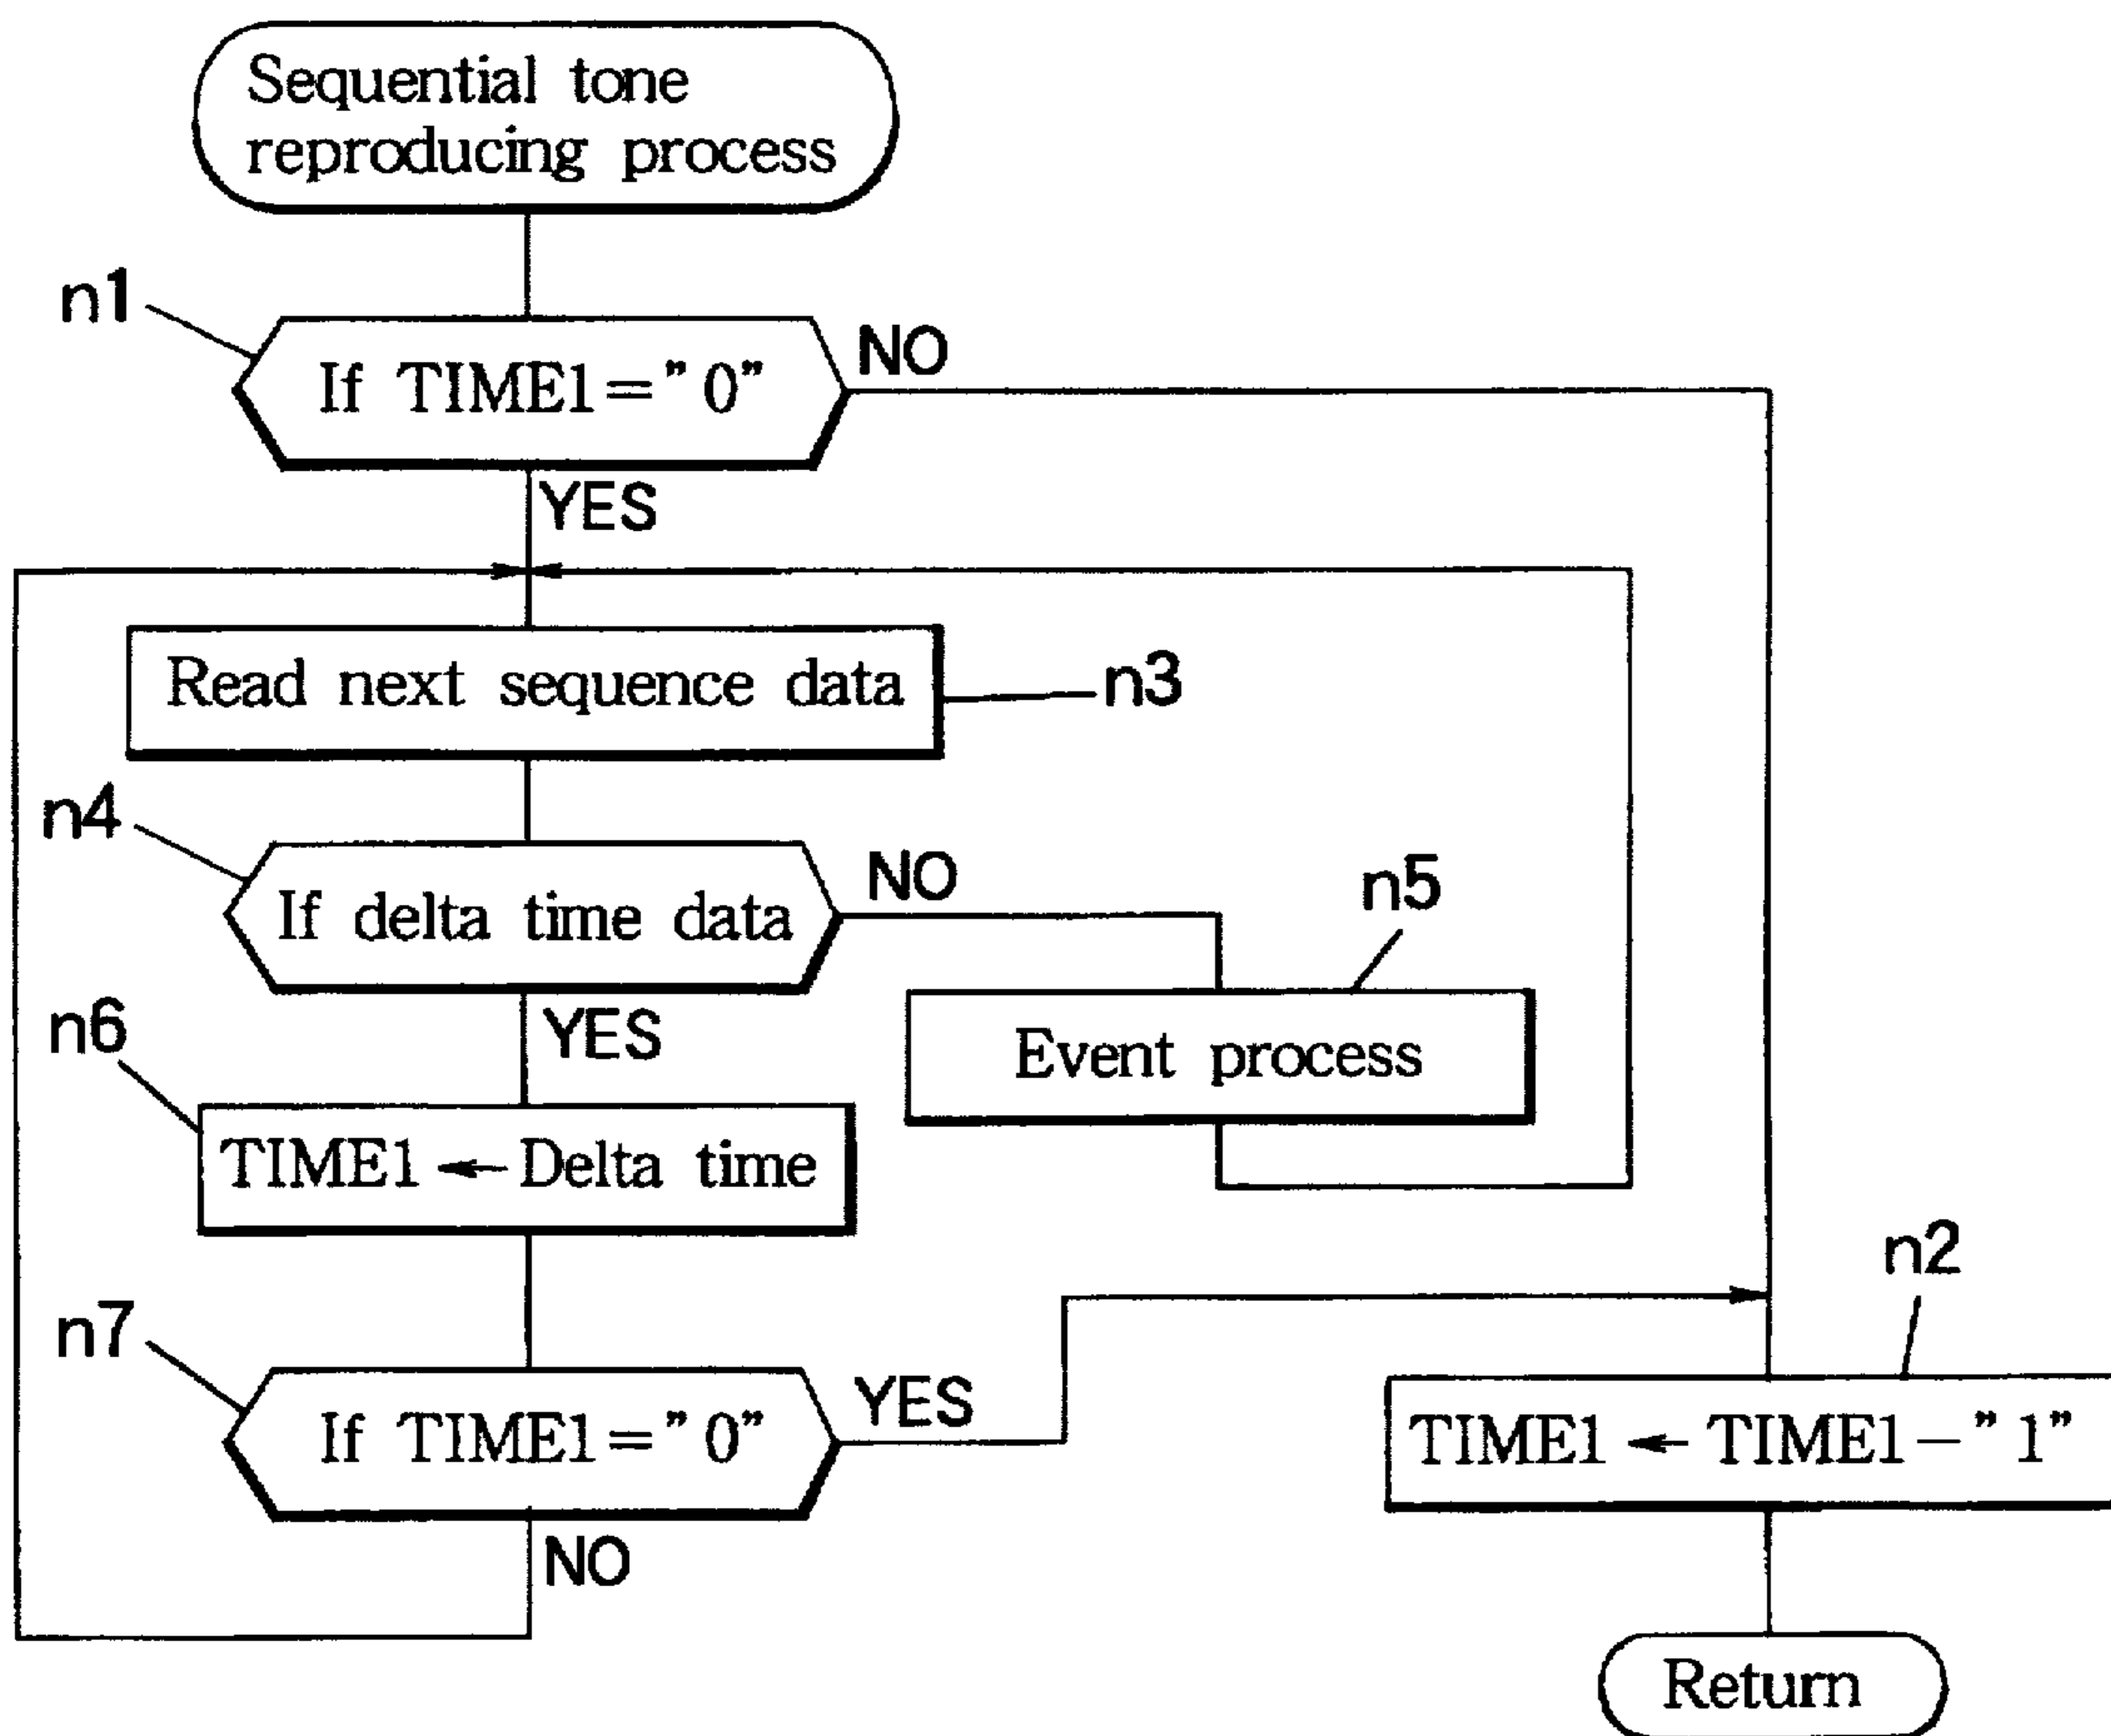 Sequential tone
reproducing process
n1
If TIME1="0"
NO
YES
Read next sequence data
n3
n4
If delta time data
NO
n5
YES
Event process
n6
TIME1 ← Delta time
n2
n7
If TIME1="0"
YES
TIME1 ← TIME1-"1"
NO
Return